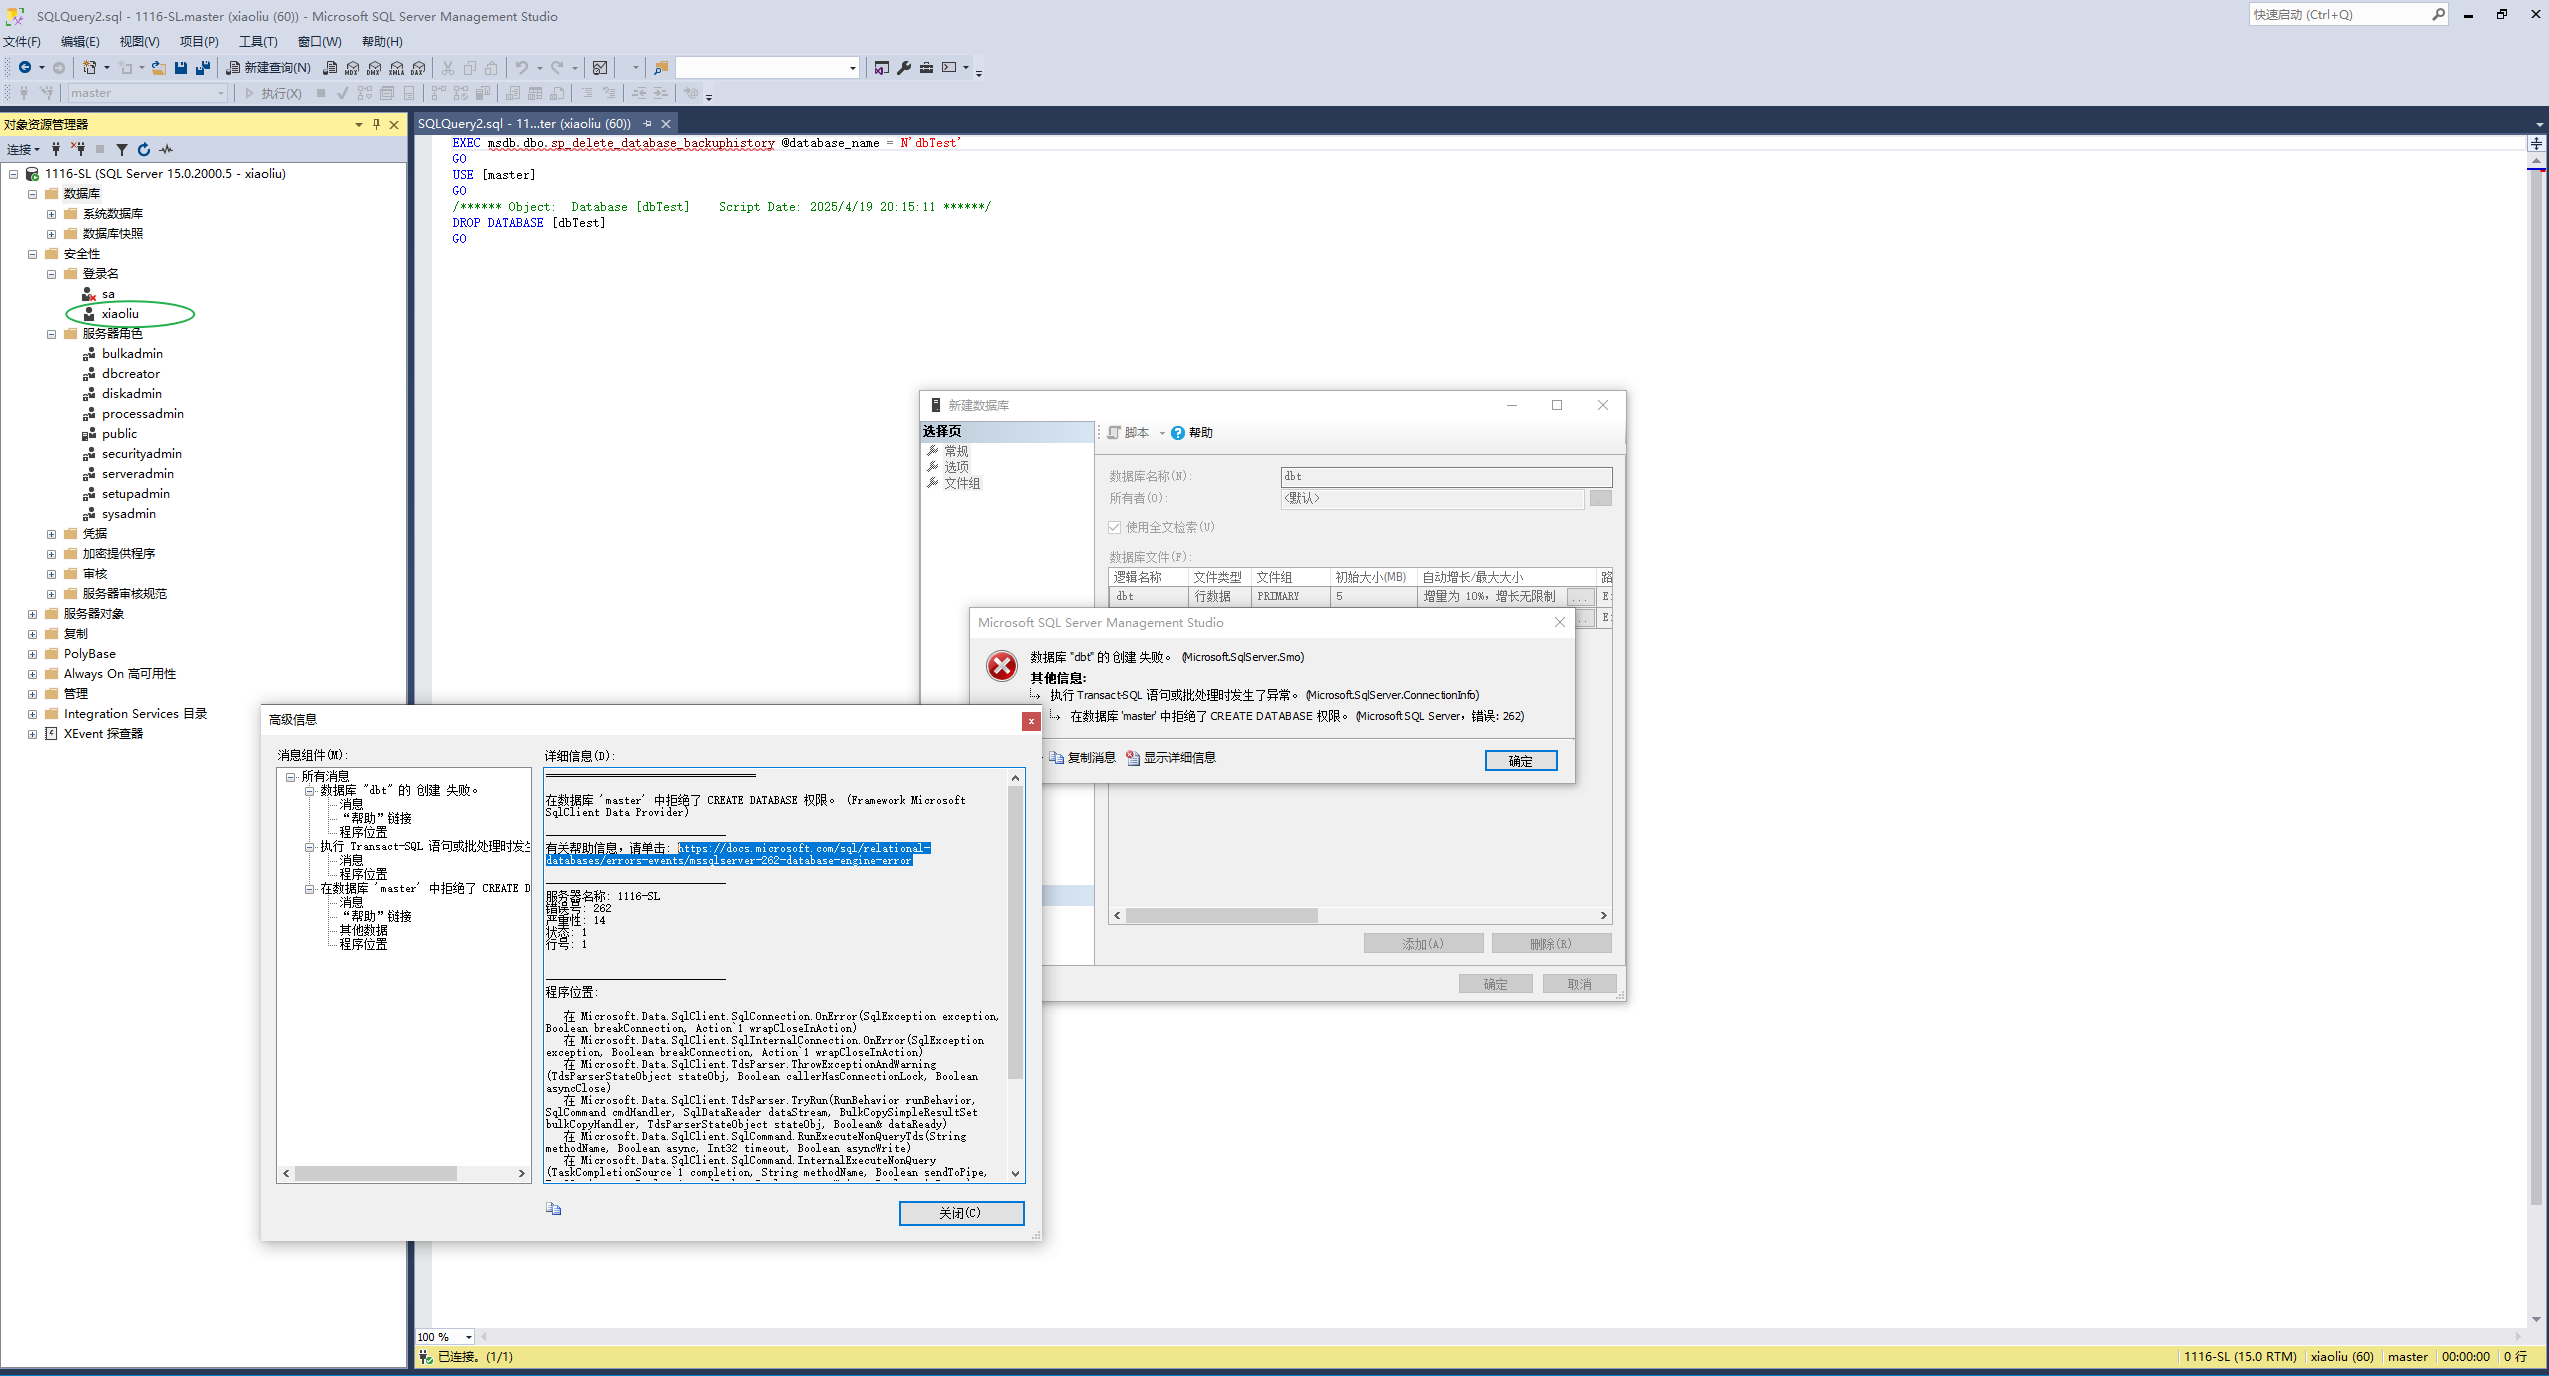 SQLQuery2.sql - 1116-SL.master (xiaoliu (60)) - Microsoft SQL Server Management Studio
快速启动 (Ctrl+Q)
文件(F) 编辑(E) 视图(V) 项目(P) 工具(T) 窗口(W) 帮助(H)
新建查询(N) MDX DMX XMLA DAX
master 执行(X)
对象资源管理器
连接
1116-SL (SQL Server 15.0.2000.5 - xiaoliu)
数据库
系统数据库
数据库快照
安全性
登录名
sa
xiaoliu
服务器角色
bulkadmin
dbcreator
diskadmin
processadmin
public
securityadmin
serveradmin
setupadmin
sysadmin
凭据
加密提供程序
审核
服务器审核规范
服务器对象
复制
PolyBase
Always On 高可用性
管理
Integration Services 目录
XEvent 探查器
SQLQuery2.sql - 11...ter (xiaoliu (60))
EXEC msdb.dbo.sp_delete_database_backuphistory @database_name = N'dbTest'
GO
USE [master]
GO
/****** Object:  Database [dbTest]    Script Date: 2025/4/19 20:15:11 ******/
DROP DATABASE [dbTest]
GO
新建数据库
选择页
常规
选项
文件组
脚本 帮助
数据库名称(N): dbt
所有者(O): <默认>
使用全文检索(U)
数据库文件(F):
逻辑名称 文件类型 文件组 初始大小(MB) 自动增长/最大大小 路
dbt 行数据 PRIMARY 5 增量为 10%，增长无限制 ... E:
.. E:
添加(A) 删除(R)
确定 取消
Microsoft SQL Server Management Studio
数据库 "dbt" 的 创建 失败。 (Microsoft.SqlServer.Smo)
其他信息:
执行 Transact-SQL 语句或批处理时发生了异常。 (Microsoft.SqlServer.ConnectionInfo)
在数据库 'master' 中拒绝了 CREATE DATABASE 权限。 (Microsoft SQL Server，错误: 262)
复制消息 显示详细信息 确定
高级信息
消息组件(M):
所有消息
数据库 "dbt" 的 创建 失败。
消息
“帮助”链接
程序位置
执行 Transact-SQL 语句或批处理时发生
消息
程序位置
在数据库 'master' 中拒绝了 CREATE D
消息
“帮助”链接
其他数据
程序位置
详细信息(D):
===================================
在数据库 'master' 中拒绝了 CREATE DATABASE 权限。 (Framework Microsoft
SqlClient Data Provider)
------------------------------
有关帮助信息，请单击: https://docs.microsoft.com/sql/relational-
databases/errors-events/mssqlserver-262-database-engine-error
------------------------------
服务器名称: 1116-SL
错误号: 262
严重性: 14
状态: 1
行号: 1
------------------------------
程序位置:
在 Microsoft.Data.SqlClient.SqlConnection.OnError(SqlException exception,
Boolean breakConnection, Action`1 wrapCloseInAction)
在 Microsoft.Data.SqlClient.SqlInternalConnection.OnError(SqlException
exception, Boolean breakConnection, Action`1 wrapCloseInAction)
在 Microsoft.Data.SqlClient.TdsParser.ThrowExceptionAndWarning
(TdsParserStateObject stateObj, Boolean callerHasConnectionLock, Boolean
asyncClose)
在 Microsoft.Data.SqlClient.TdsParser.TryRun(RunBehavior runBehavior,
SqlCommand cmdHandler, SqlDataReader dataStream, BulkCopySimpleResultSet
bulkCopyHandler, TdsParserStateObject stateObj, Boolean& dataReady)
在 Microsoft.Data.SqlClient.SqlCommand.RunExecuteNonQueryTds(String
methodName, Boolean async, Int32 timeout, Boolean asyncWrite)
在 Microsoft.Data.SqlClient.SqlCommand.InternalExecuteNonQuery
(TaskCompletionSource`1 completion, String methodName, Boolean sendToPipe,
关闭(C)
100 %
已连接。(1/1)
1116-SL (15.0 RTM) xiaoliu (60) master 00:00:00 0 行